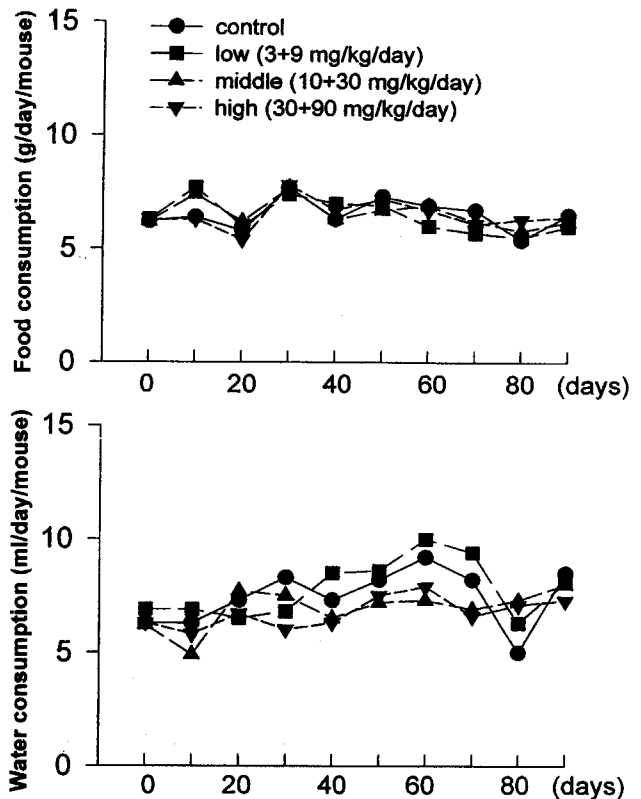 15
control
low (3+9 mg/kg/day)
middle (10+30 mg/kg/day)
high (30+90 mg/kg/day)
10
5
0
Food consumption (g/day/mouse)
0 20 40 60 80 (days)
15
10
5
0
Water consumption (ml/day/mouse)
0 20 40 60 80 (days)